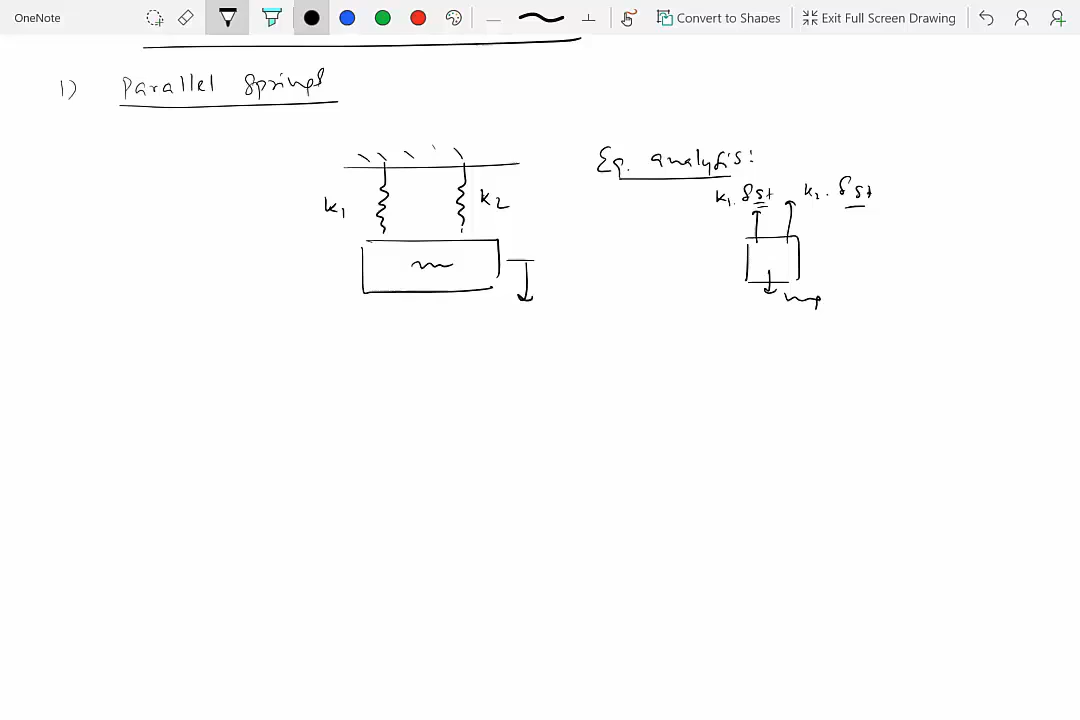 OneNote
Convert to Shapes
Exit Full Screen Drawing
1) Parallel Springs
Eq. analysis:
k1 . δst
k2 . δst
k1
k2
m
mg